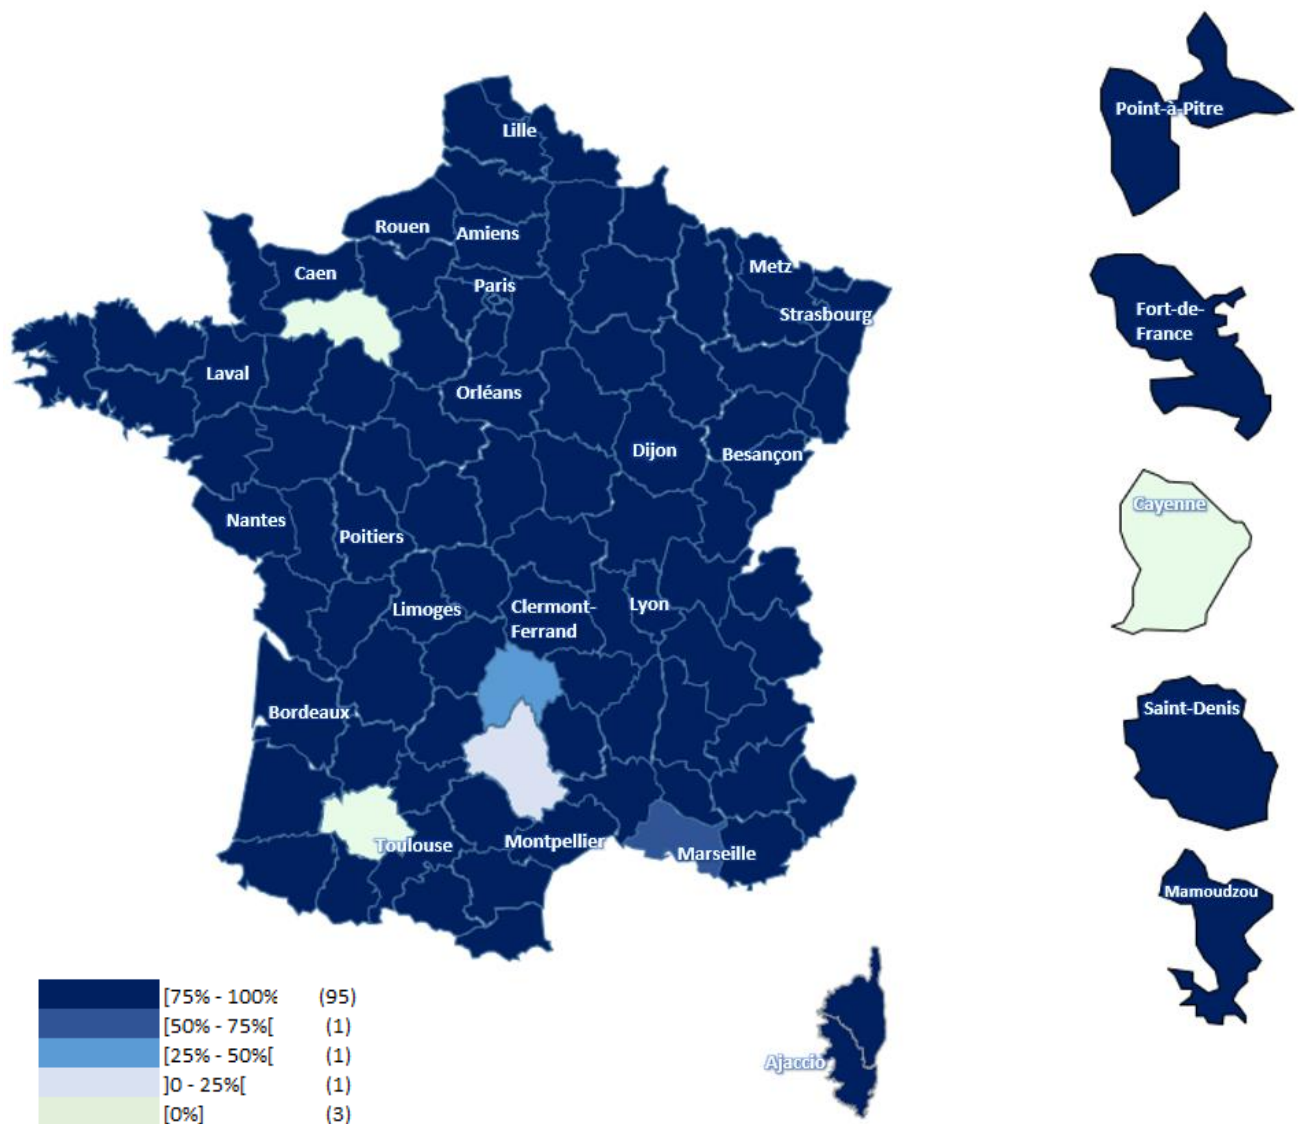 Point-à-Pitre
Lille
Rouen
Amiens
Metz
Caen
Paris
Strasbourg
Fort-de-
France
Laval
Orléans
Dijon
Besançon
Cayenne
Nantes
Poitiers
Limoges
Clermont-
Ferrand
Lyon
Bordeaux
Saint-Denis
Toulouse
Montpellier
Marseille
Mamoudzou
[75% - 100% (95)
[50% - 75%[ (1)
[25% - 50%[ (1)
]0 - 25%[ (1)
[0%] (3)
Ajaccio